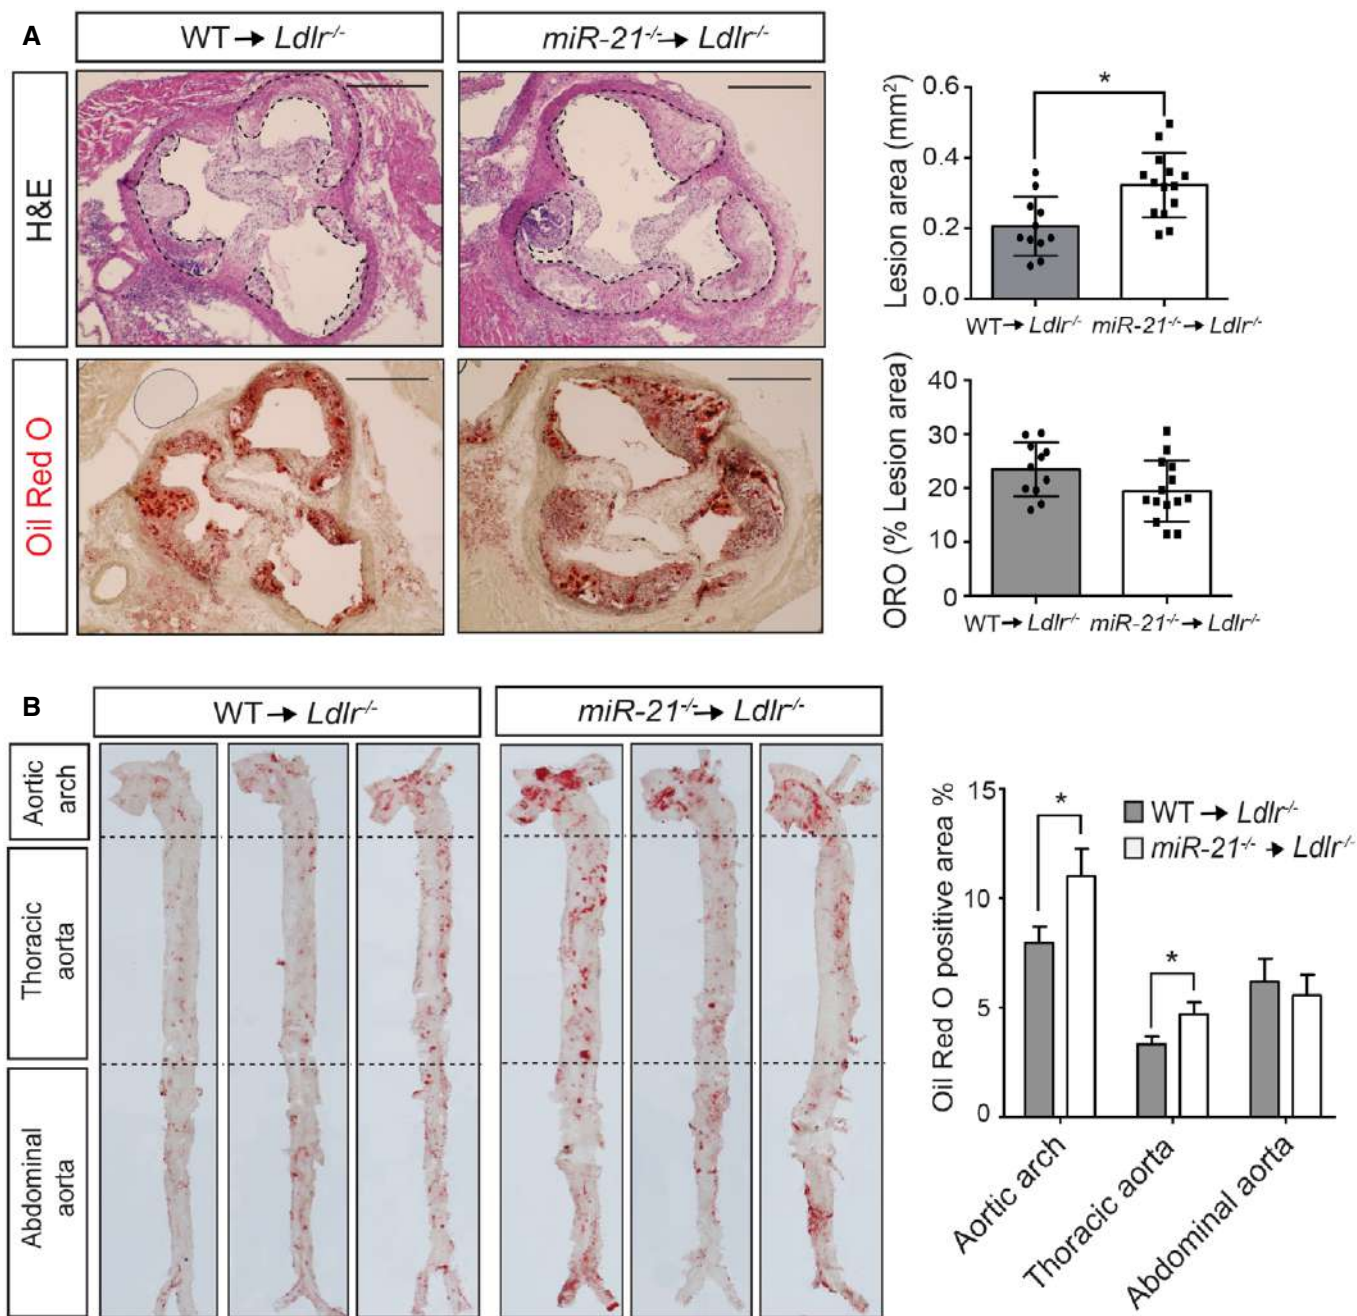 A
WT → Ldlr-/-
miR-21-/- → Ldlr-/-
H&E
Oil Red O
Lesion area (mm2)
0.6
0.4
0.2
0.0
*
WT → Ldlr-/- miR-21-/- → Ldlr-/-
ORO (% Lesion area)
40
30
20
10
0
WT → Ldlr-/- miR-21-/- → Ldlr-/-
B
WT → Ldlr-/-
miR-21-/- → Ldlr-/-
Aortic
arch
Thoracic
aorta
Abdominal
aorta
Oil Red O positive area %
15
10
5
0
*
*
WT → Ldlr-/-
miR-21-/- → Ldlr-/-
Aortic arch
Thoracic aorta
Abdominal aorta